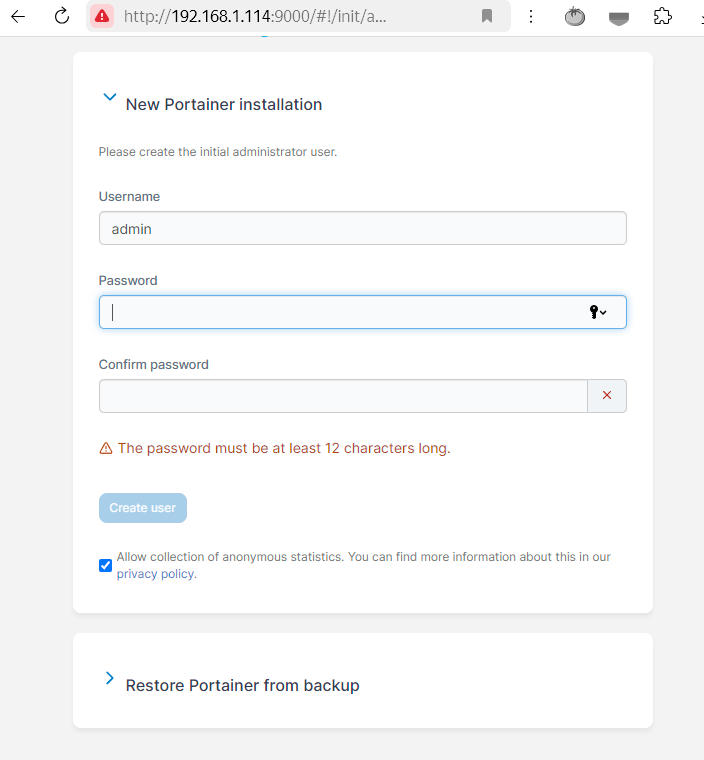 http://192.168.1.114:9000/#!/init/a...
New Portainer installation
Please create the initial administrator user.
Username
admin
Password
Confirm password
The password must be at least 12 characters long.
Create user
Allow collection of anonymous statistics. You can find more information about this in our
privacy policy.
Restore Portainer from backup